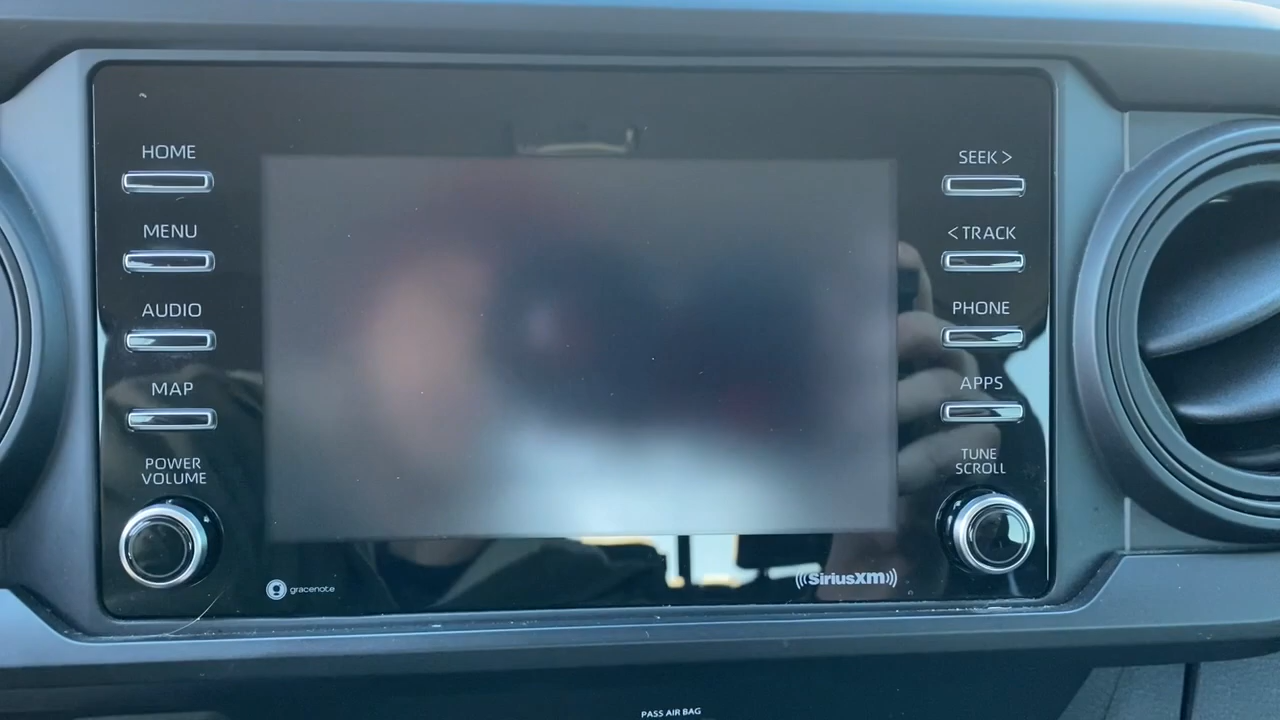 HOME
MENU
AUDIO
MAP
POWER
VOLUME
gracenote
SEEK >
< TRACK
PHONE
APPS
TUNE
SCROLL
((SiriusXM))
PASS AIR BAG